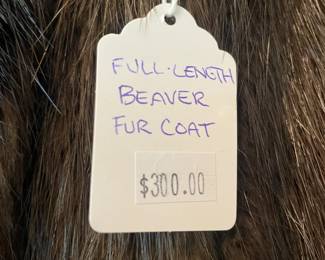 FULL-LENGTH
BEAVER
FUR COAT
$300.00